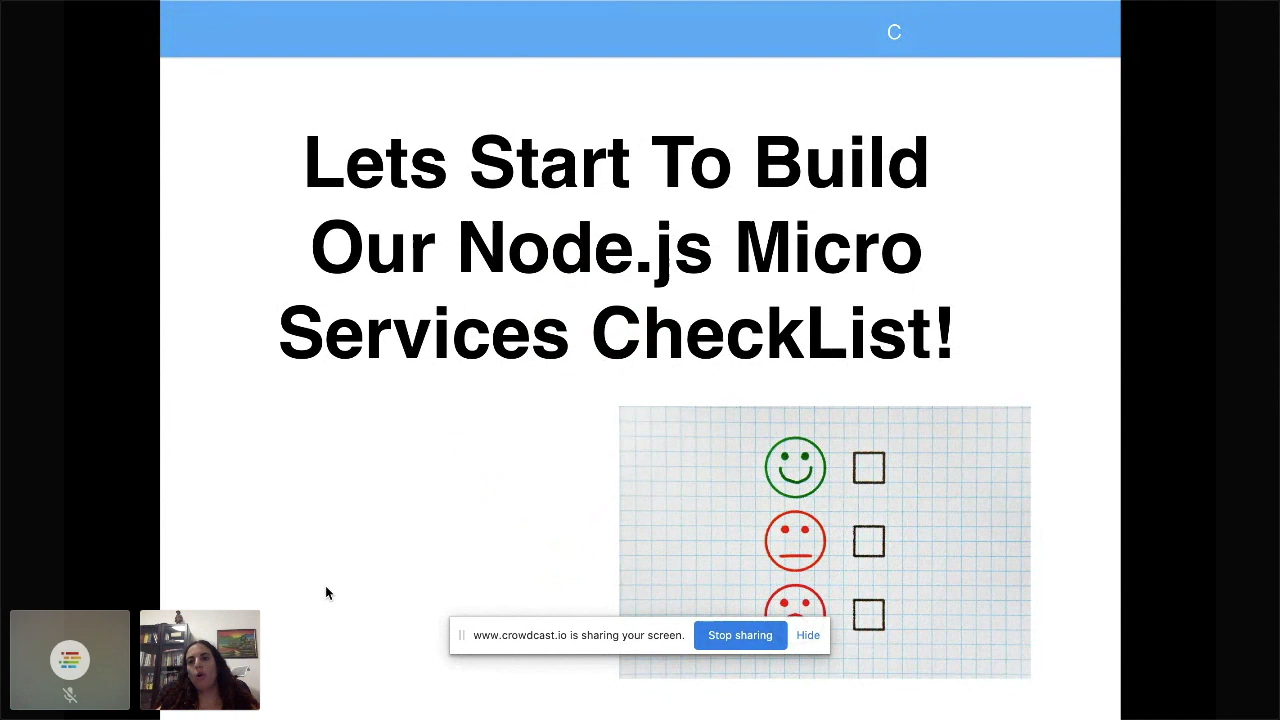 C
Lets Start To Build
Our Node.js Micro
Services CheckList!
www.crowdcast.io is sharing your screen. Stop sharing Hide